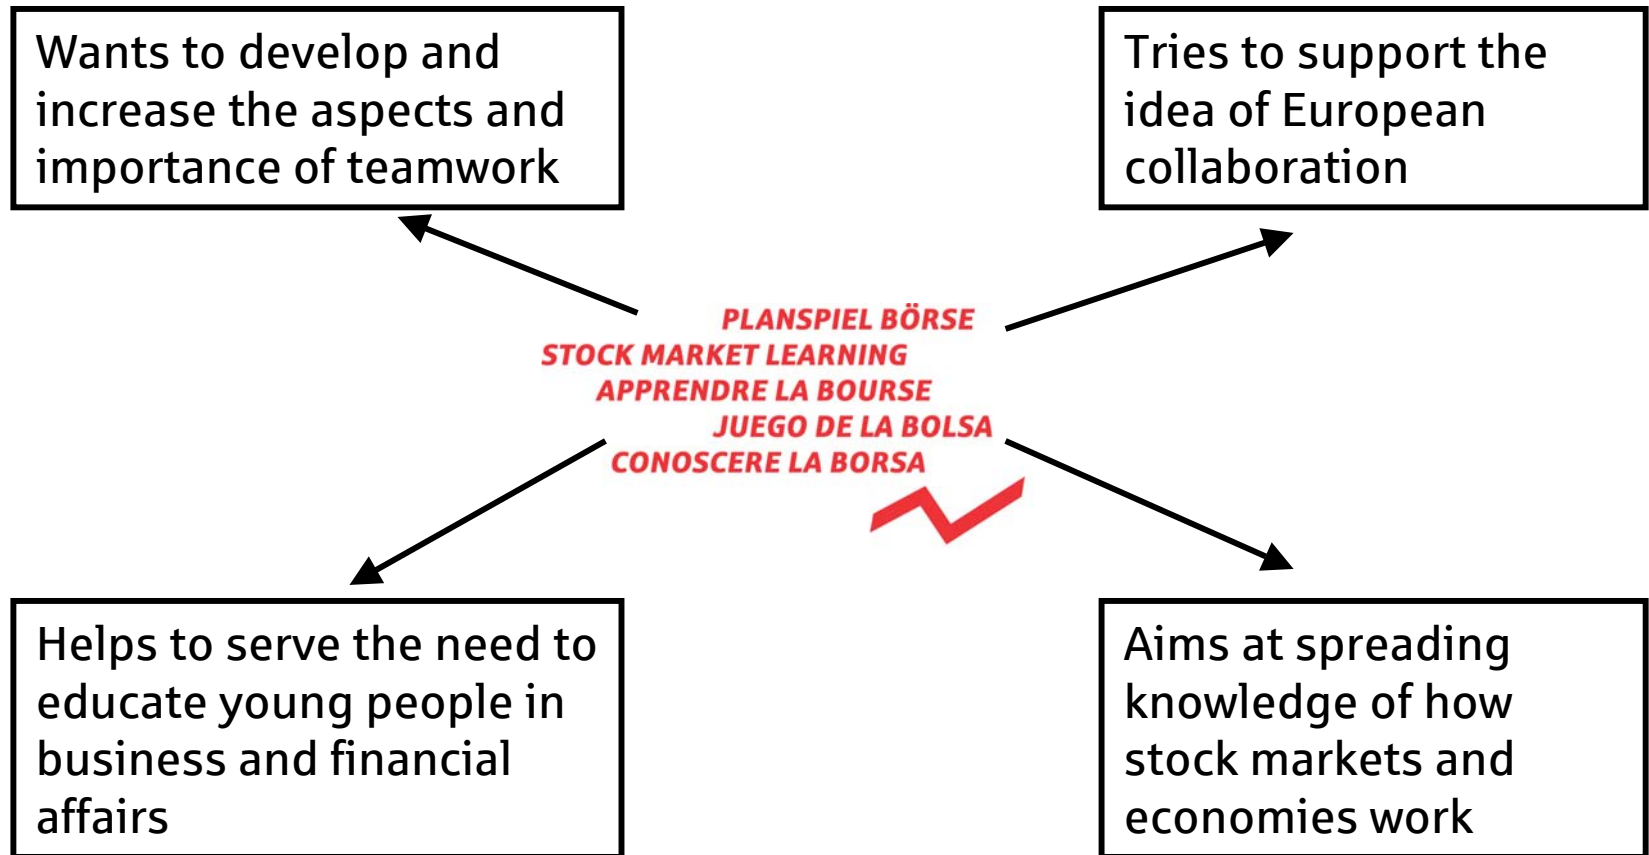 Wants to develop and
increase the aspects and
importance of teamwork
Tries to support the
idea of European
collaboration
PLANSPIEL BÖRSE
STOCK MARKET LEARNING
APPRENDRE LA BOURSE
JUEGO DE LA BOLSA
CONOSCERE LA BORSA
Helps to serve the need to
educate young people in
business and financial
affairs
Aims at spreading
knowledge of how
stock markets and
economies work